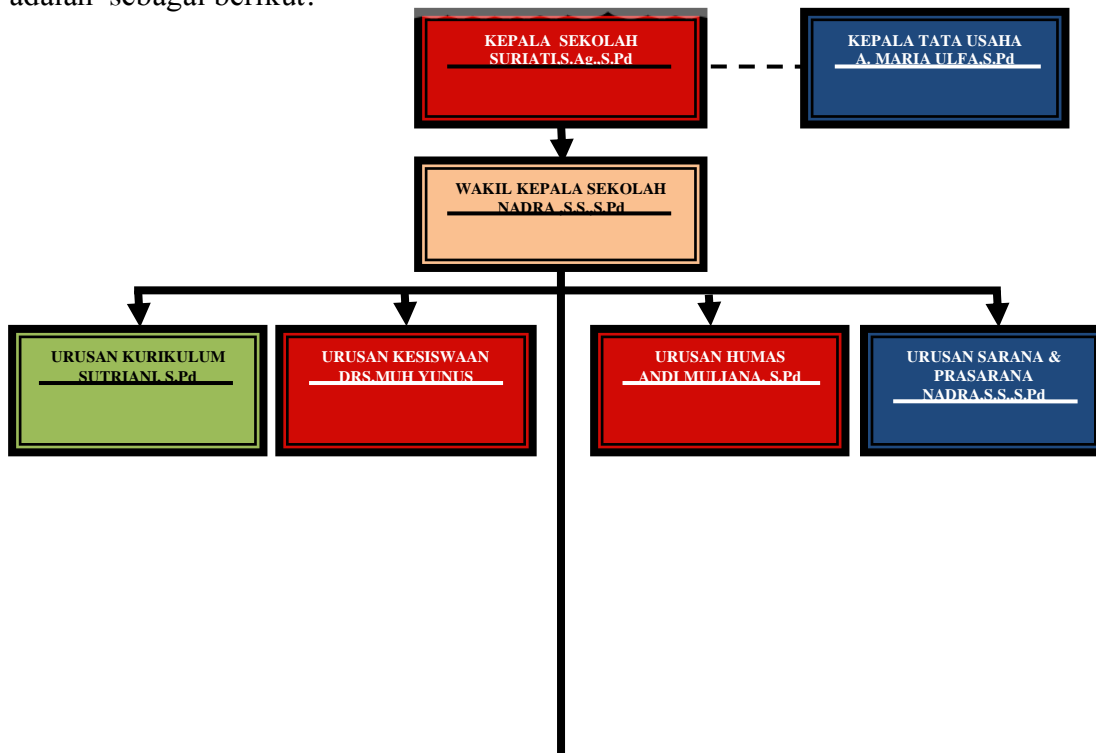 adalah sebagai berikut:
KEPALA SEKOLAH
SURIATI,S.Ag.,S.Pd
KEPALA TATA USAHA
A. MARIA ULFA,S.Pd
WAKIL KEPALA SEKOLAH
NADRA ,S.S.,S.Pd
URUSAN KURIKULUM
SUTRIANI, S.Pd
URUSAN KESISWAAN
DRS.MUH YUNUS
URUSAN HUMAS
ANDI MULIANA, S.Pd
URUSAN SARANA &
PRASARANA
NADRA,S.S.,S.Pd